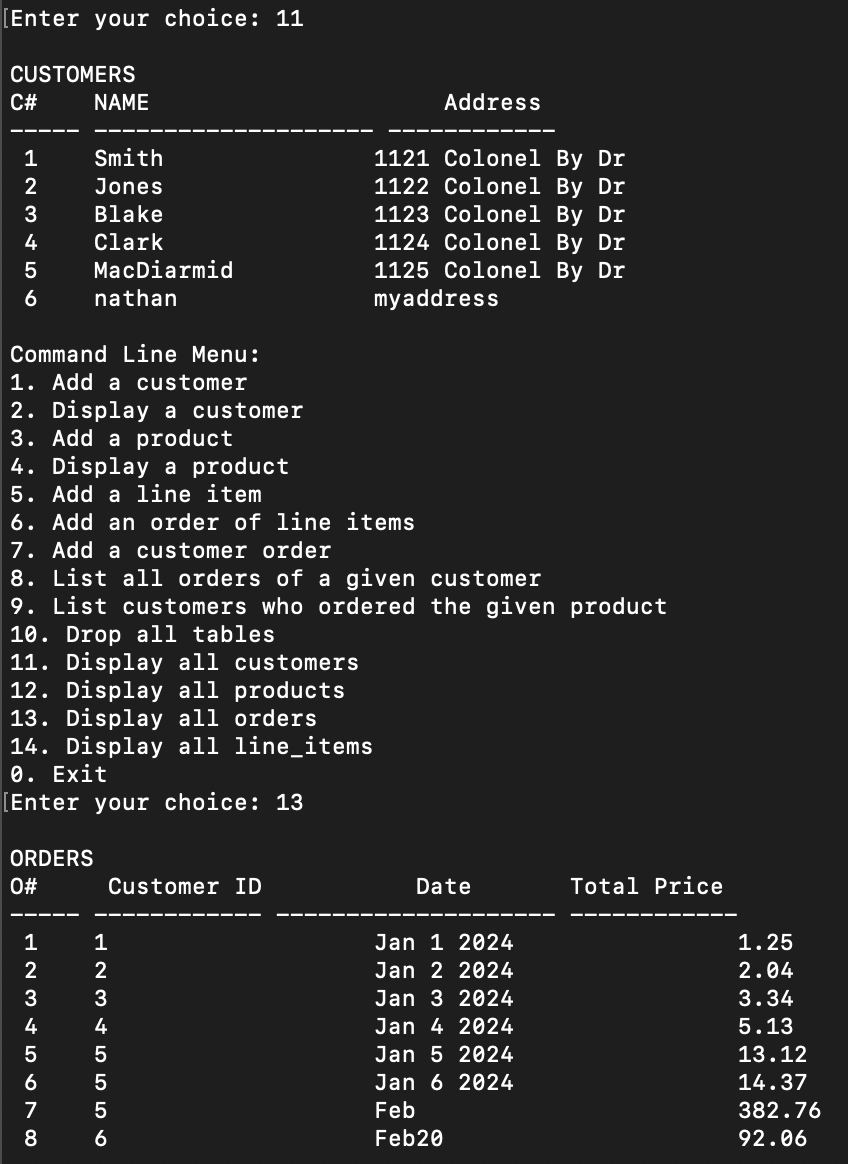 [Enter your choice: 11
CUSTOMERS
C#    NAME                     Address
----- -------------------- ------------
 1    Smith               1121 Colonel By Dr
 2    Jones               1122 Colonel By Dr
 3    Blake               1123 Colonel By Dr
 4    Clark               1124 Colonel By Dr
 5    MacDiarmid          1125 Colonel By Dr
 6    nathan              myaddress
Command Line Menu:
1. Add a customer
2. Display a customer
3. Add a product
4. Display a product
5. Add a line item
6. Add an order of line items
7. Add a customer order
8. List all orders of a given customer
9. List customers who ordered the given product
10. Drop all tables
11. Display all customers
12. Display all products
13. Display all orders
14. Display all line_items
0. Exit
[Enter your choice: 13
ORDERS
O#     Customer ID           Date       Total Price
----- ------------ -------------------- ------------
 1    1                   Jan 1 2024                1.25
 2    2                   Jan 2 2024                2.04
 3    3                   Jan 3 2024                3.34
 4    4                   Jan 4 2024                5.13
 5    5                   Jan 5 2024                13.12
 6    5                   Jan 6 2024                14.37
 7    5                   Feb                       382.76
 8    6                   Feb20                     92.06